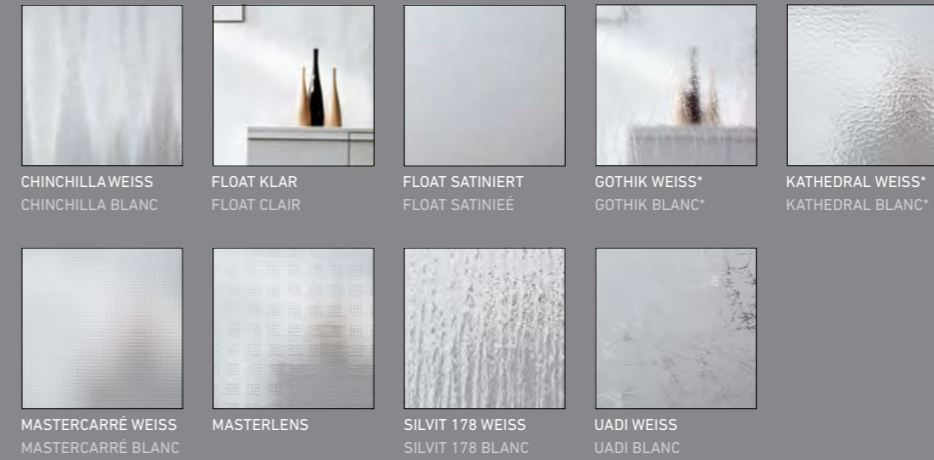 CHINCHILLA WEISS
CHINCHILLA BLANC
FLOAT KLAR
FLOAT CLAIR
FLOAT SATINIERT
FLOAT SATINIEÉ
GOTHIK WEISS*
GOTHIK BLANC*
KATHEDRAL WEISS*
KATHEDRAL BLANC*
MASTERCARRÉ WEISS
MASTERCARRÉ BLANC
MASTERLENS
SILVIT 178 WEISS
SILVIT 178 BLANC
UADI WEISS
UADI BLANC